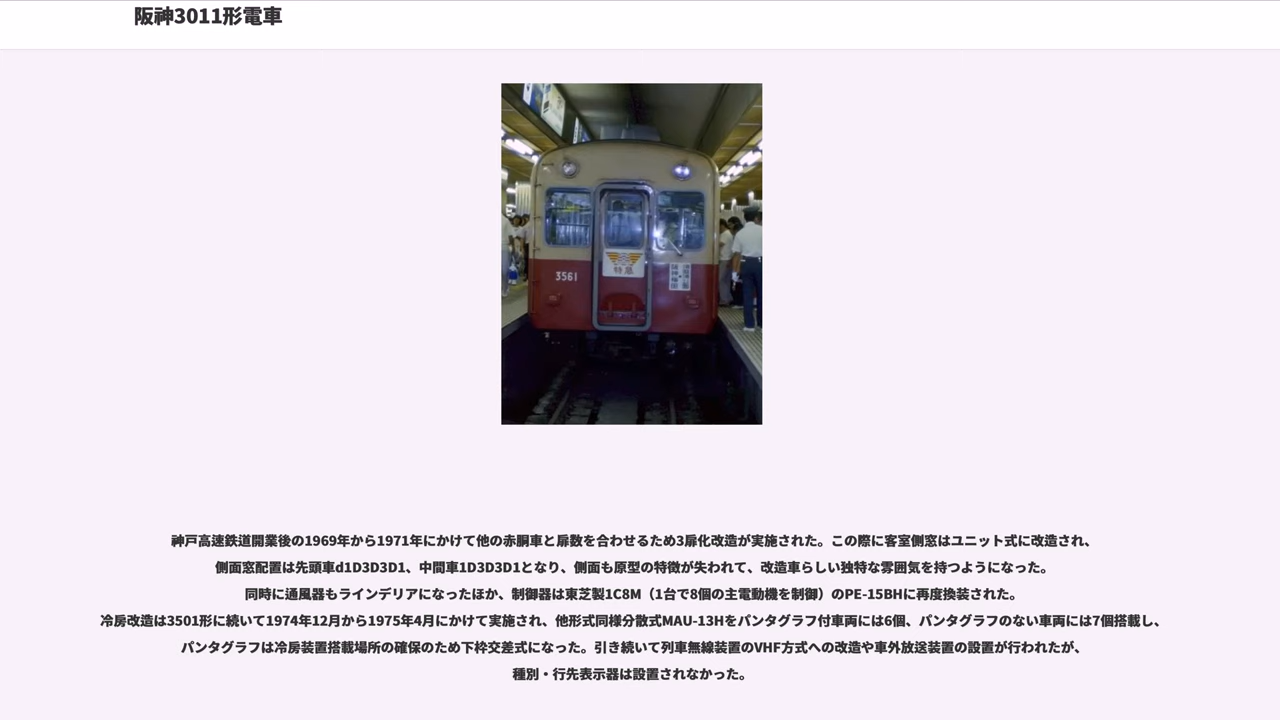 阪神3011形電車
3561
特急
神戸高速鉄道開業後の1969年から1971年にかけて他の赤胴車と扉数を合わせるため3扉化改造が実施された。この際に客室側窓はユニット式に改造され、
側面窓配置は先頭車d1D3D3D1、中間車1D3D3D1となり、側面も原型の特徴が失われて、改造車らしい独特な雰囲気を持つようになった。
同時に通風器もラインデリアになったほか、制御器は東芝製1C8M（1台で8個の主電動機を制御）のPE-15BHに再度換装された。
冷房改造は3501形に続いて1974年12月から1975年4月にかけて実施され、他形式同様分散式MAU-13Hをパンタグラフ付車両には6個、パンタグラフのない車両には7個搭載し、
パンタグラフは冷房装置搭載場所の確保のため下枠交差式になった。引き続いて列車無線装置のVHF方式への改造や車外放送装置の設置が行われたが、
種別・行先表示器は設置されなかった。